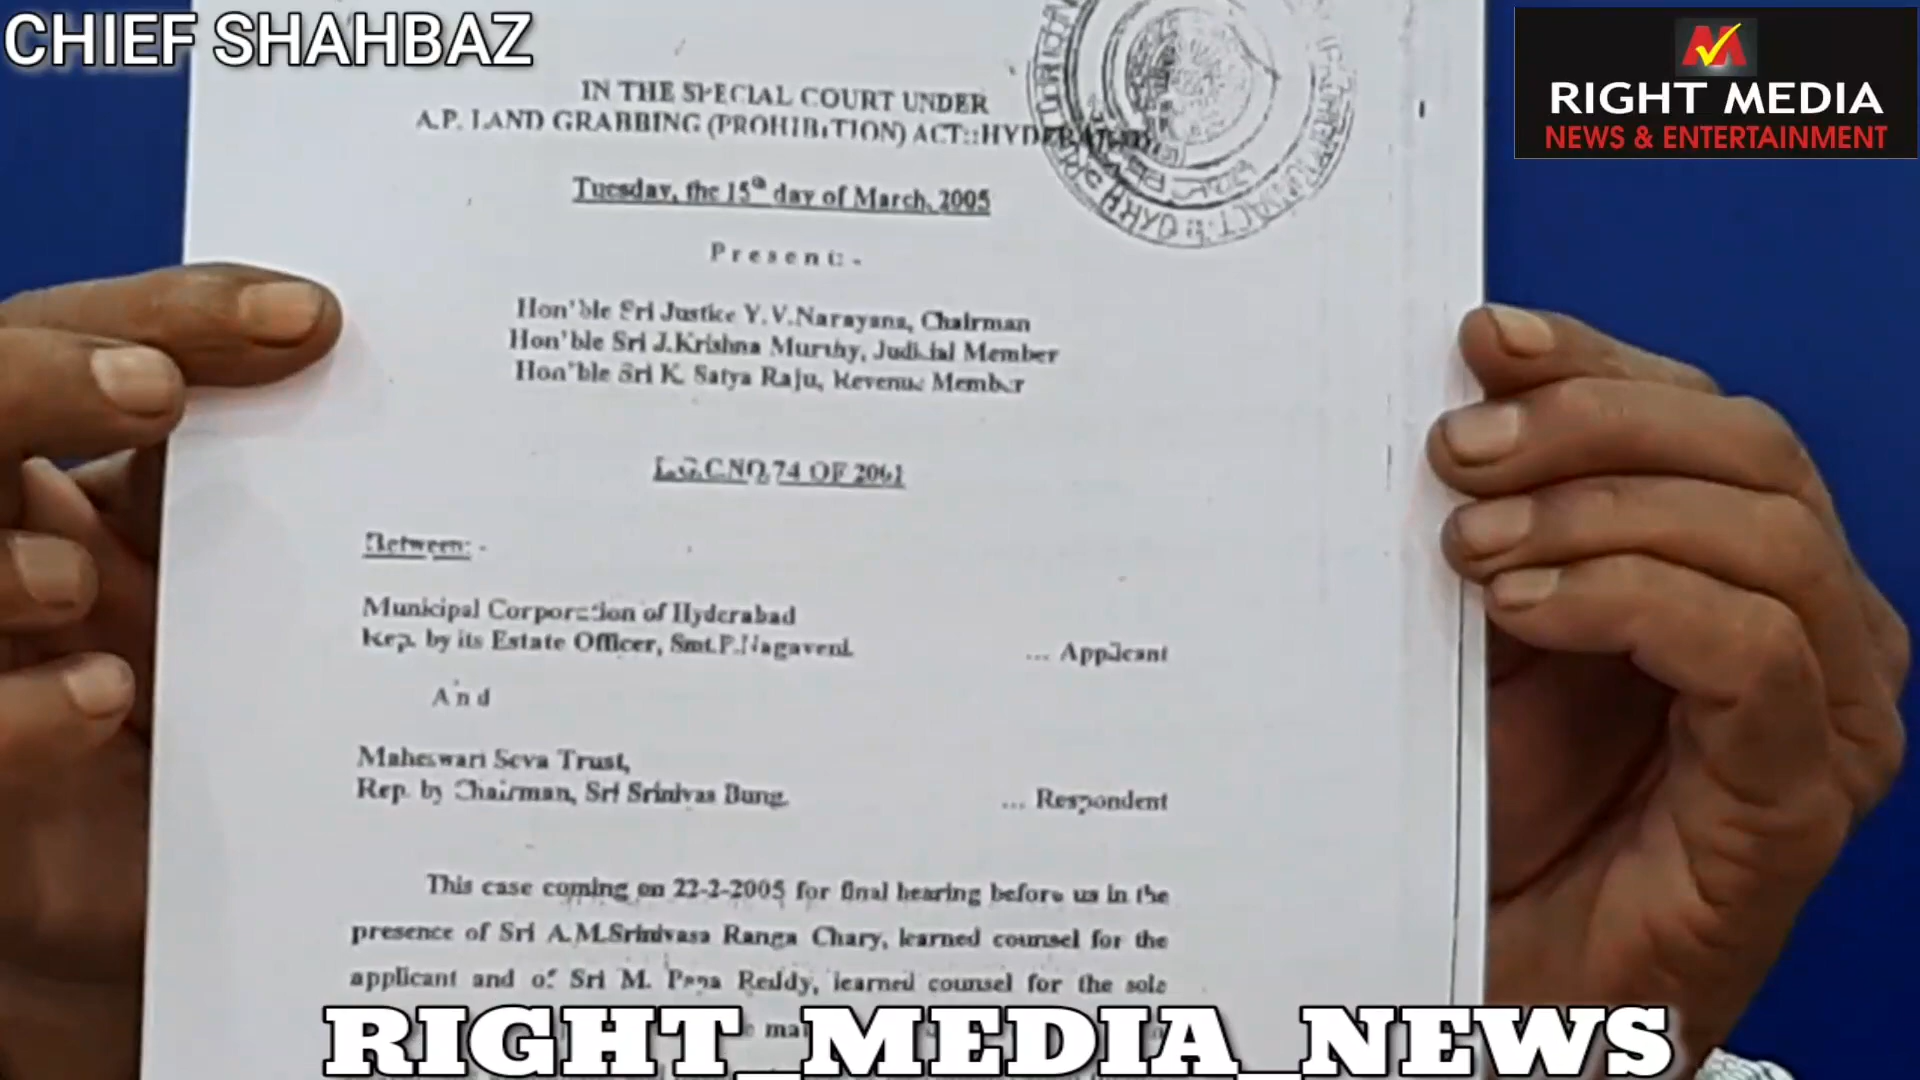 CHIEF SHAHBAZ
RIGHT MEDIA
NEWS & ENTERTAINMENT
IN THE SPECIAL COURT UNDER
A.P. LAND GRABBING (PROHIBITION) ACT::HYDERABAD
Tuesday, the 15th day of March, 2005
Present:-
Hon'ble Sri Justice Y.V.Narayana, Chairman
Hon'ble Sri J.Krishna Murthy, Judicial Member
Hon'ble Sri K. Satya Raju, Revenue Member
L.G.C.NO.74 OF 2001
Between:-
Municipal Corporation of Hyderabad
Rep. by its Estate Officer, Smt.P.Nagaveni. ... Applicant
And
Maheswari Seva Trust,
Rep. by Chairman, Sri Srinivas Bung. ... Respondent
This case coming on 22-2-2005 for final hearing before us in the
presence of Sri A.M.Srinivasa Ranga Chary, learned counsel for the
applicant and of Sri M. Papa Reddy, learned counsel for the sole
RIGHT_MEDIA_NEWS